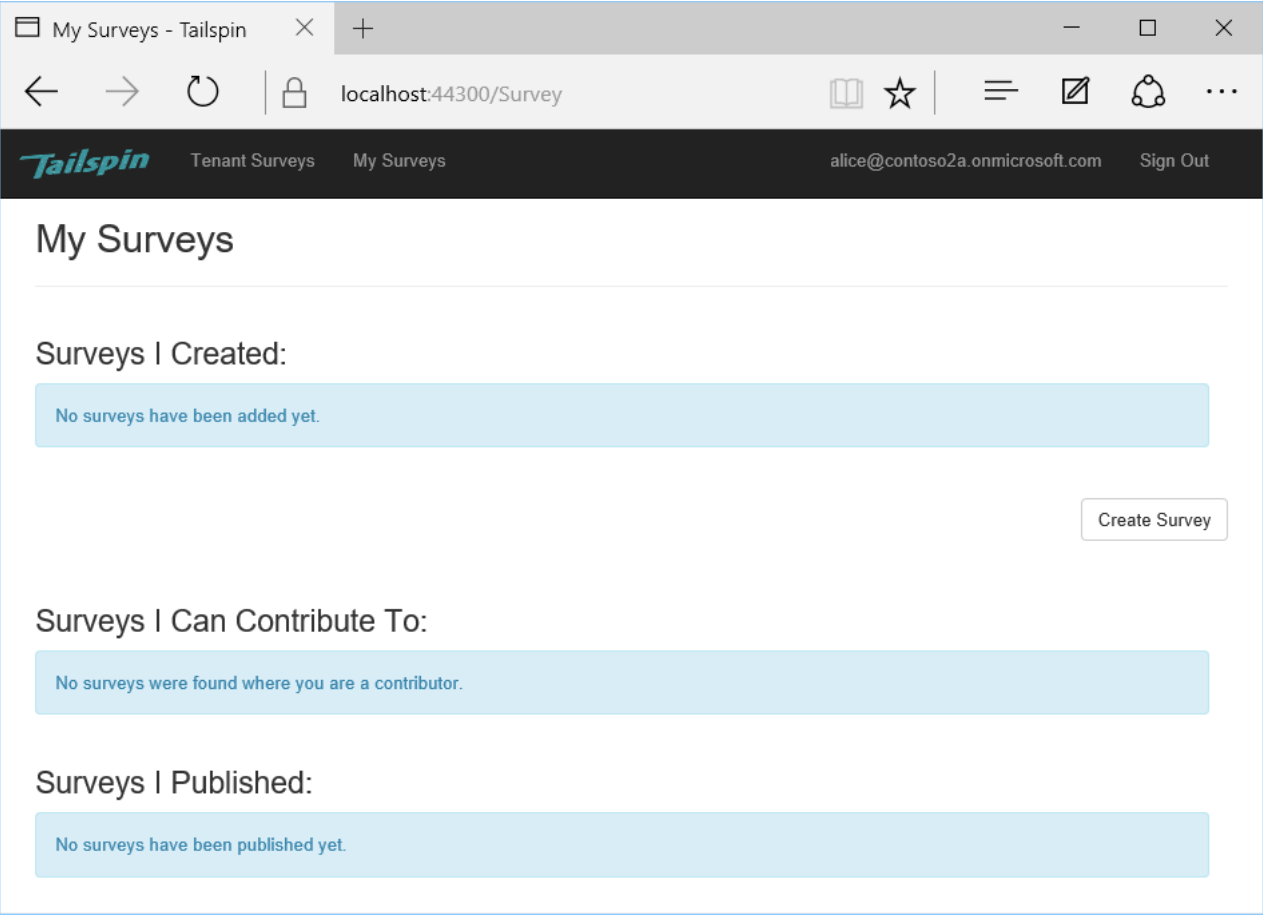 My Surveys - Tailspin
localhost:44300/Survey
Tailspin Tenant Surveys My Surveys alice@contoso2a.onmicrosoft.com Sign Out
My Surveys
Surveys I Created:
No surveys have been added yet.
Create Survey
Surveys I Can Contribute To:
No surveys were found where you are a contributor.
Surveys I Published:
No surveys have been published yet.